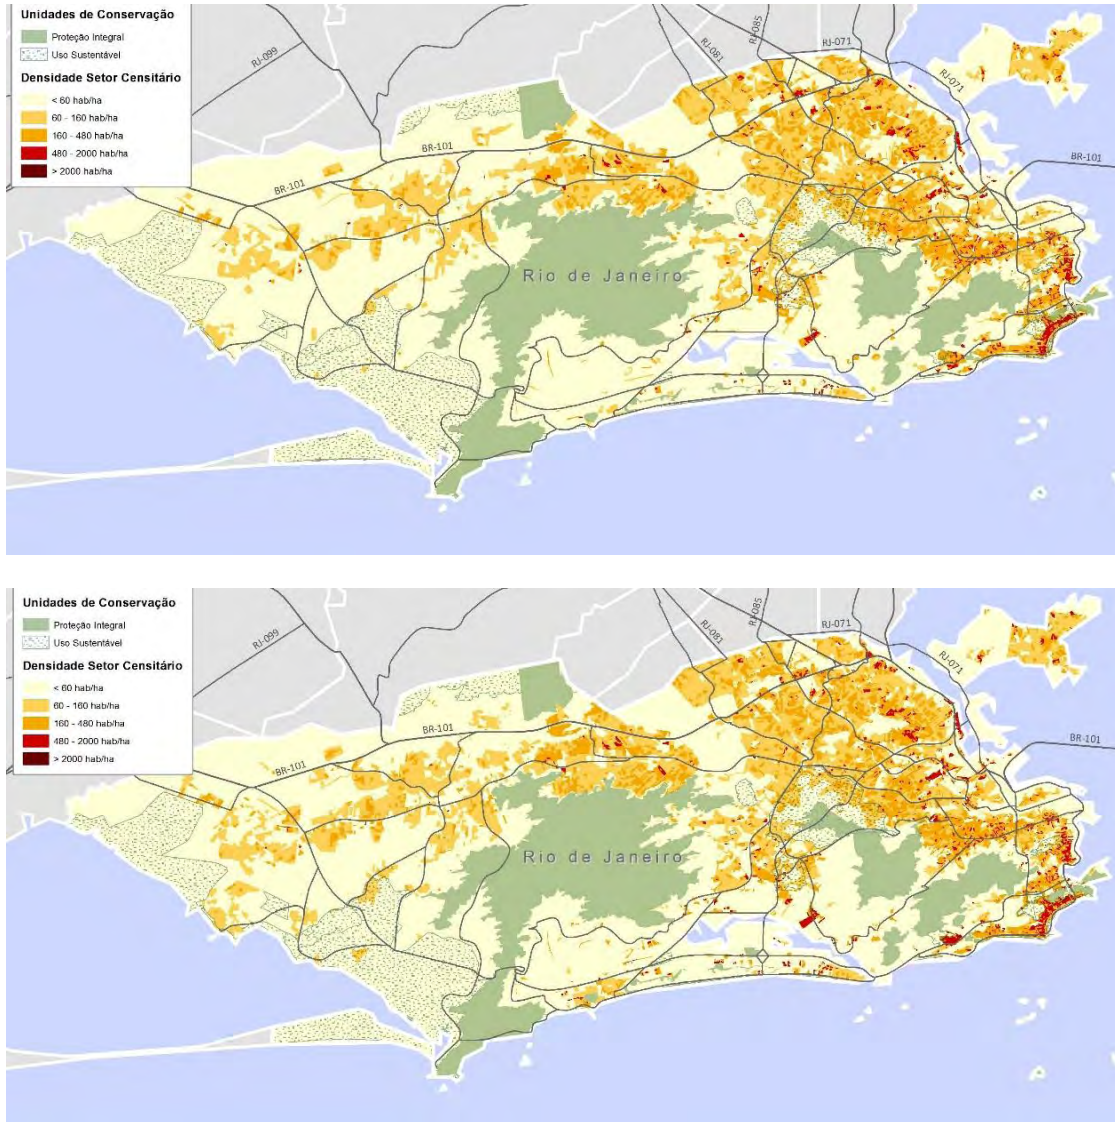 Unidades de Conservação
Proteção Integral
Uso Sustentável
Densidade Setor Censitário
< 60 hab/ha
60 - 160 hab/ha
160 - 480 hab/ha
480 - 2000 hab/ha
> 2000 hab/ha
RJ-099
RJ-081
RJ-085
RJ-071
RJ-071
BR-101
BR-101
BR-101
Rio de Janeiro
Unidades de Conservação
Proteção Integral
Uso Sustentável
Densidade Setor Censitário
< 60 hab/ha
60 - 160 hab/ha
160 - 480 hab/ha
480 - 2000 hab/ha
> 2000 hab/ha
RJ-099
RJ-081
RJ-085
RJ-071
RJ-071
BR-101
BR-101
BR-101
Rio de Janeiro